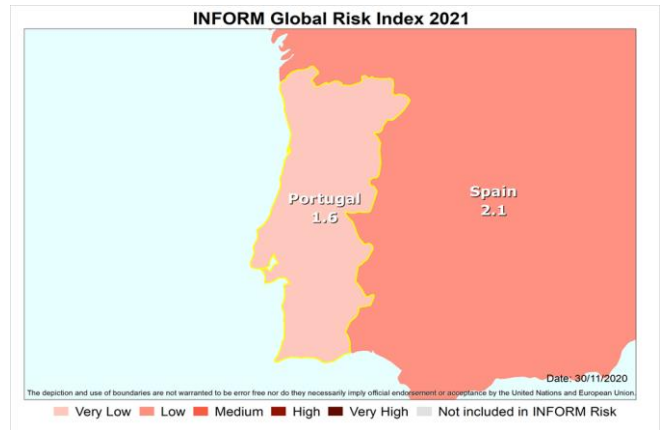 INFORM Global Risk Index 2021
Portugal
1.6
Spain
2.1
Date: 30/11/2020
The depiction and use of boundaries are not warranted to be error free nor do they necessarily imply official endorsement or acceptance by the United Nations and European Union.
Very Low Low Medium High Very High Not included in INFORM Risk